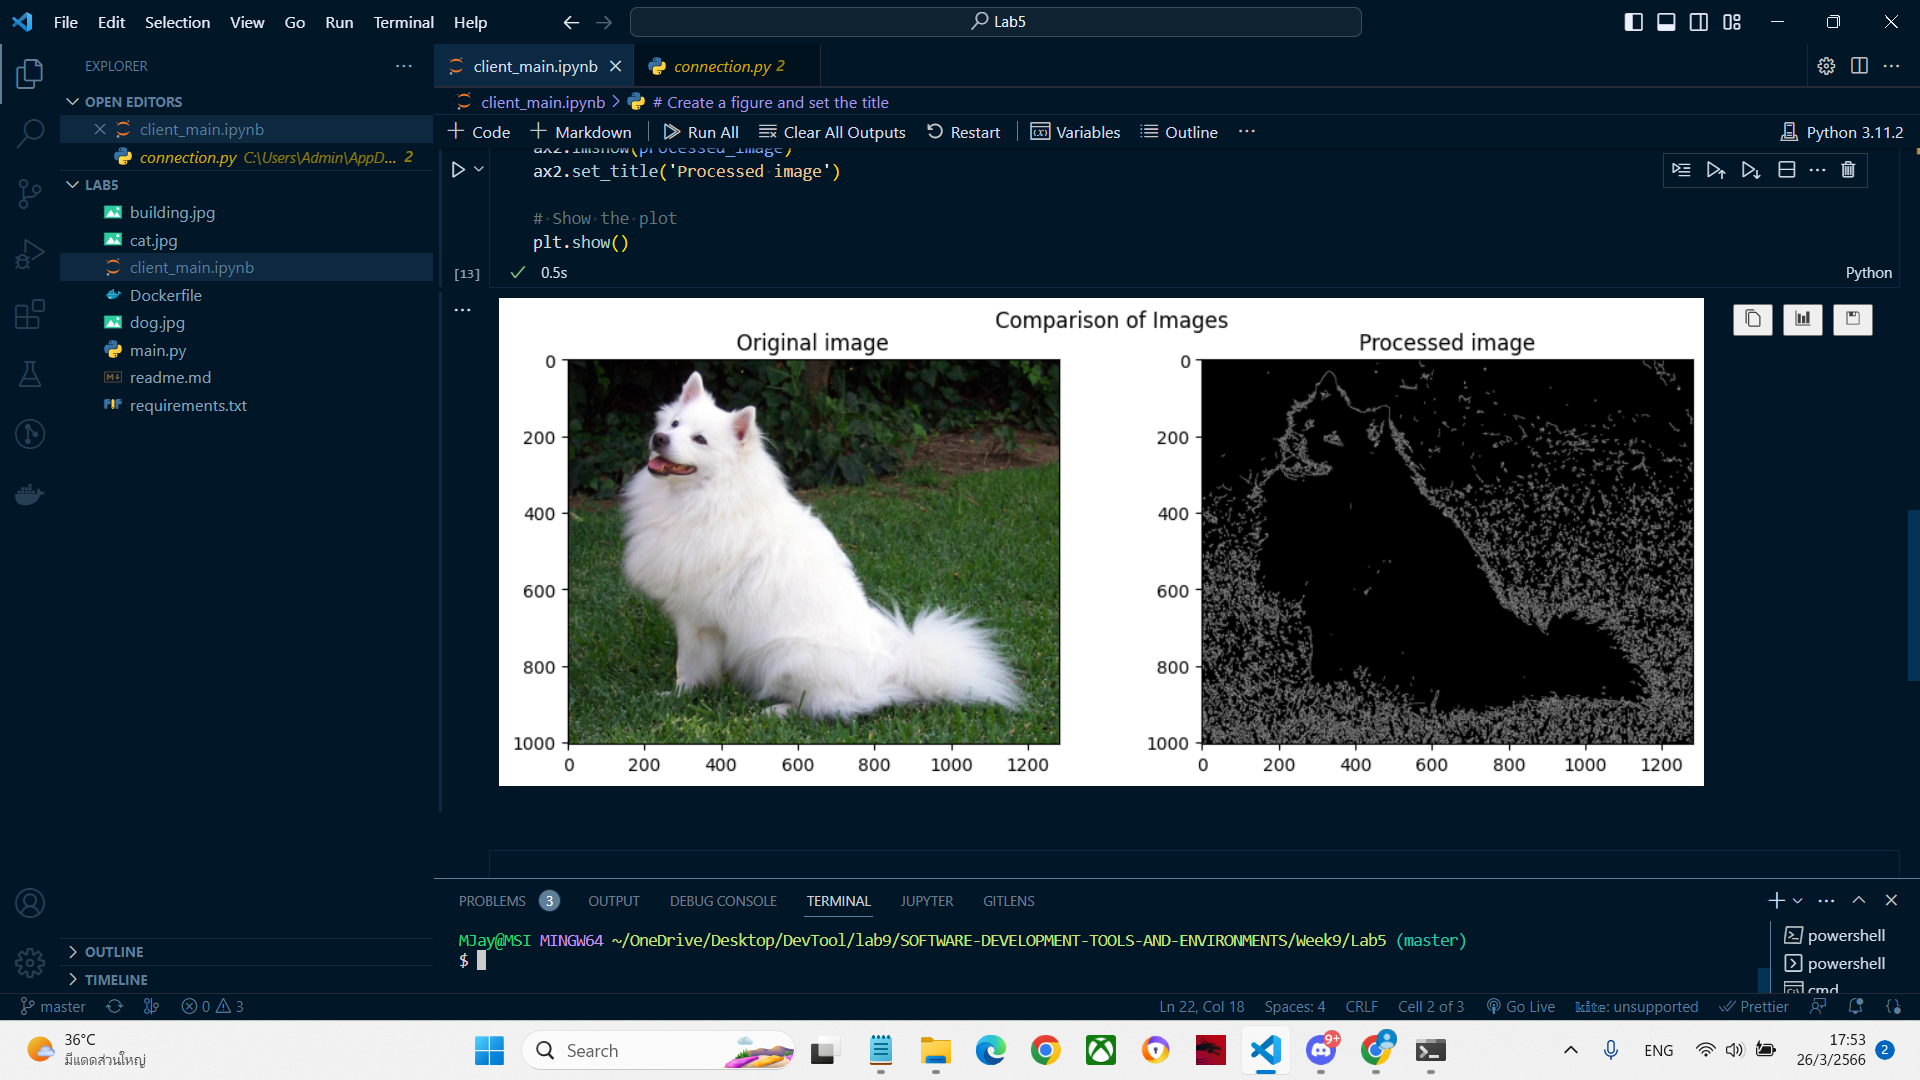 File Edit Selection View Go Run Terminal Help
Lab5
EXPLORER
client_main.ipynb
connection.py 2
OPEN EDITORS
client_main.ipynb
connection.py C:\Users\Admin\AppD... 2
LAB5
building.jpg
cat.jpg
client_main.ipynb
Dockerfile
dog.jpg
main.py
readme.md
requirements.txt
OUTLINE
TIMELINE
client_main.ipynb > # Create a figure and set the title
+ Code + Markdown Run All Clear All Outputs Restart Variables Outline ... Python 3.11.2
ax2.imshow(processed_image)
ax2.set_title('Processed image')
# Show the plot
plt.show()
[13] 0.5s Python
Comparison of Images
Original image Processed image
0 0
200 200
400 400
600 600
800 800
1000 1000
0 200 400 600 800 1000 1200 0 200 400 600 800 1000 1200
PROBLEMS 3 OUTPUT DEBUG CONSOLE TERMINAL JUPYTER GITLENS
MJay@MSI MINGW64 ~/OneDrive/Desktop/DevTool/lab9/SOFTWARE-DEVELOPMENT-TOOLS-AND-ENVIRONMENTS/Week9/Lab5 (master)
$
powershell
powershell
cmd
master 0 3 Ln 22, Col 18 Spaces: 4 CRLF Cell 2 of 3 Go Live kite: unsupported Prettier
36°C
มีแดดส่วนใหญ่
Search
9+
ENG
17:53
26/3/2566
2